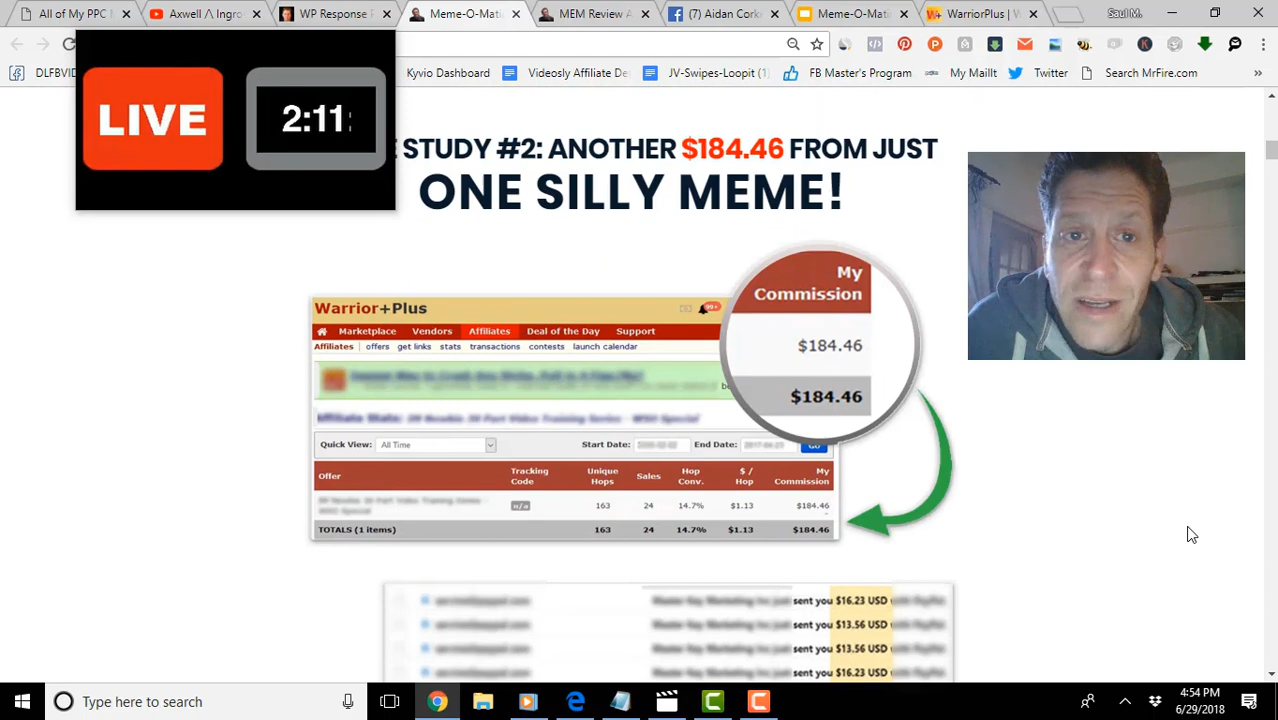 All of My PPC M
Axwell /\ Ingro
WP Response F
Meme-O-Mati
MEM Review A
(7) Aidan Cork
Meme-O-Mat
WarriorPlus | W
Saul M.
DLFBVID
Kyvio Dashboard
Videosly Affiliate De
JV-Swipes-Loopit (1
FB Master's Program
My Maillt
Twitter
Search MrFire.com
LIVE
2:11
E STUDY #2: ANOTHER $184.46 FROM JUST
ONE SILLY MEME!
Warrior+Plus
99+
Marketplace Vendors Affiliates Deal of the Day Support
Affiliates offers get links stats transactions contests launch calendar
My
Commission
$184.46
$184.46
Quick View: All Time Start Date: End Date: Go
Offer Tracking Code Unique Hops Sales Hop Conv. $ / Hop My Commission
n/a 163 24 14.7% $1.13 $184.46
TOTALS (1 items) 163 24 14.7% $1.13 $184.46
sent you $16.23 USD
sent you $13.56 USD
sent you $13.56 USD
sent you $16.23 USD
Type here to search
4:54 PM
6/29/2018